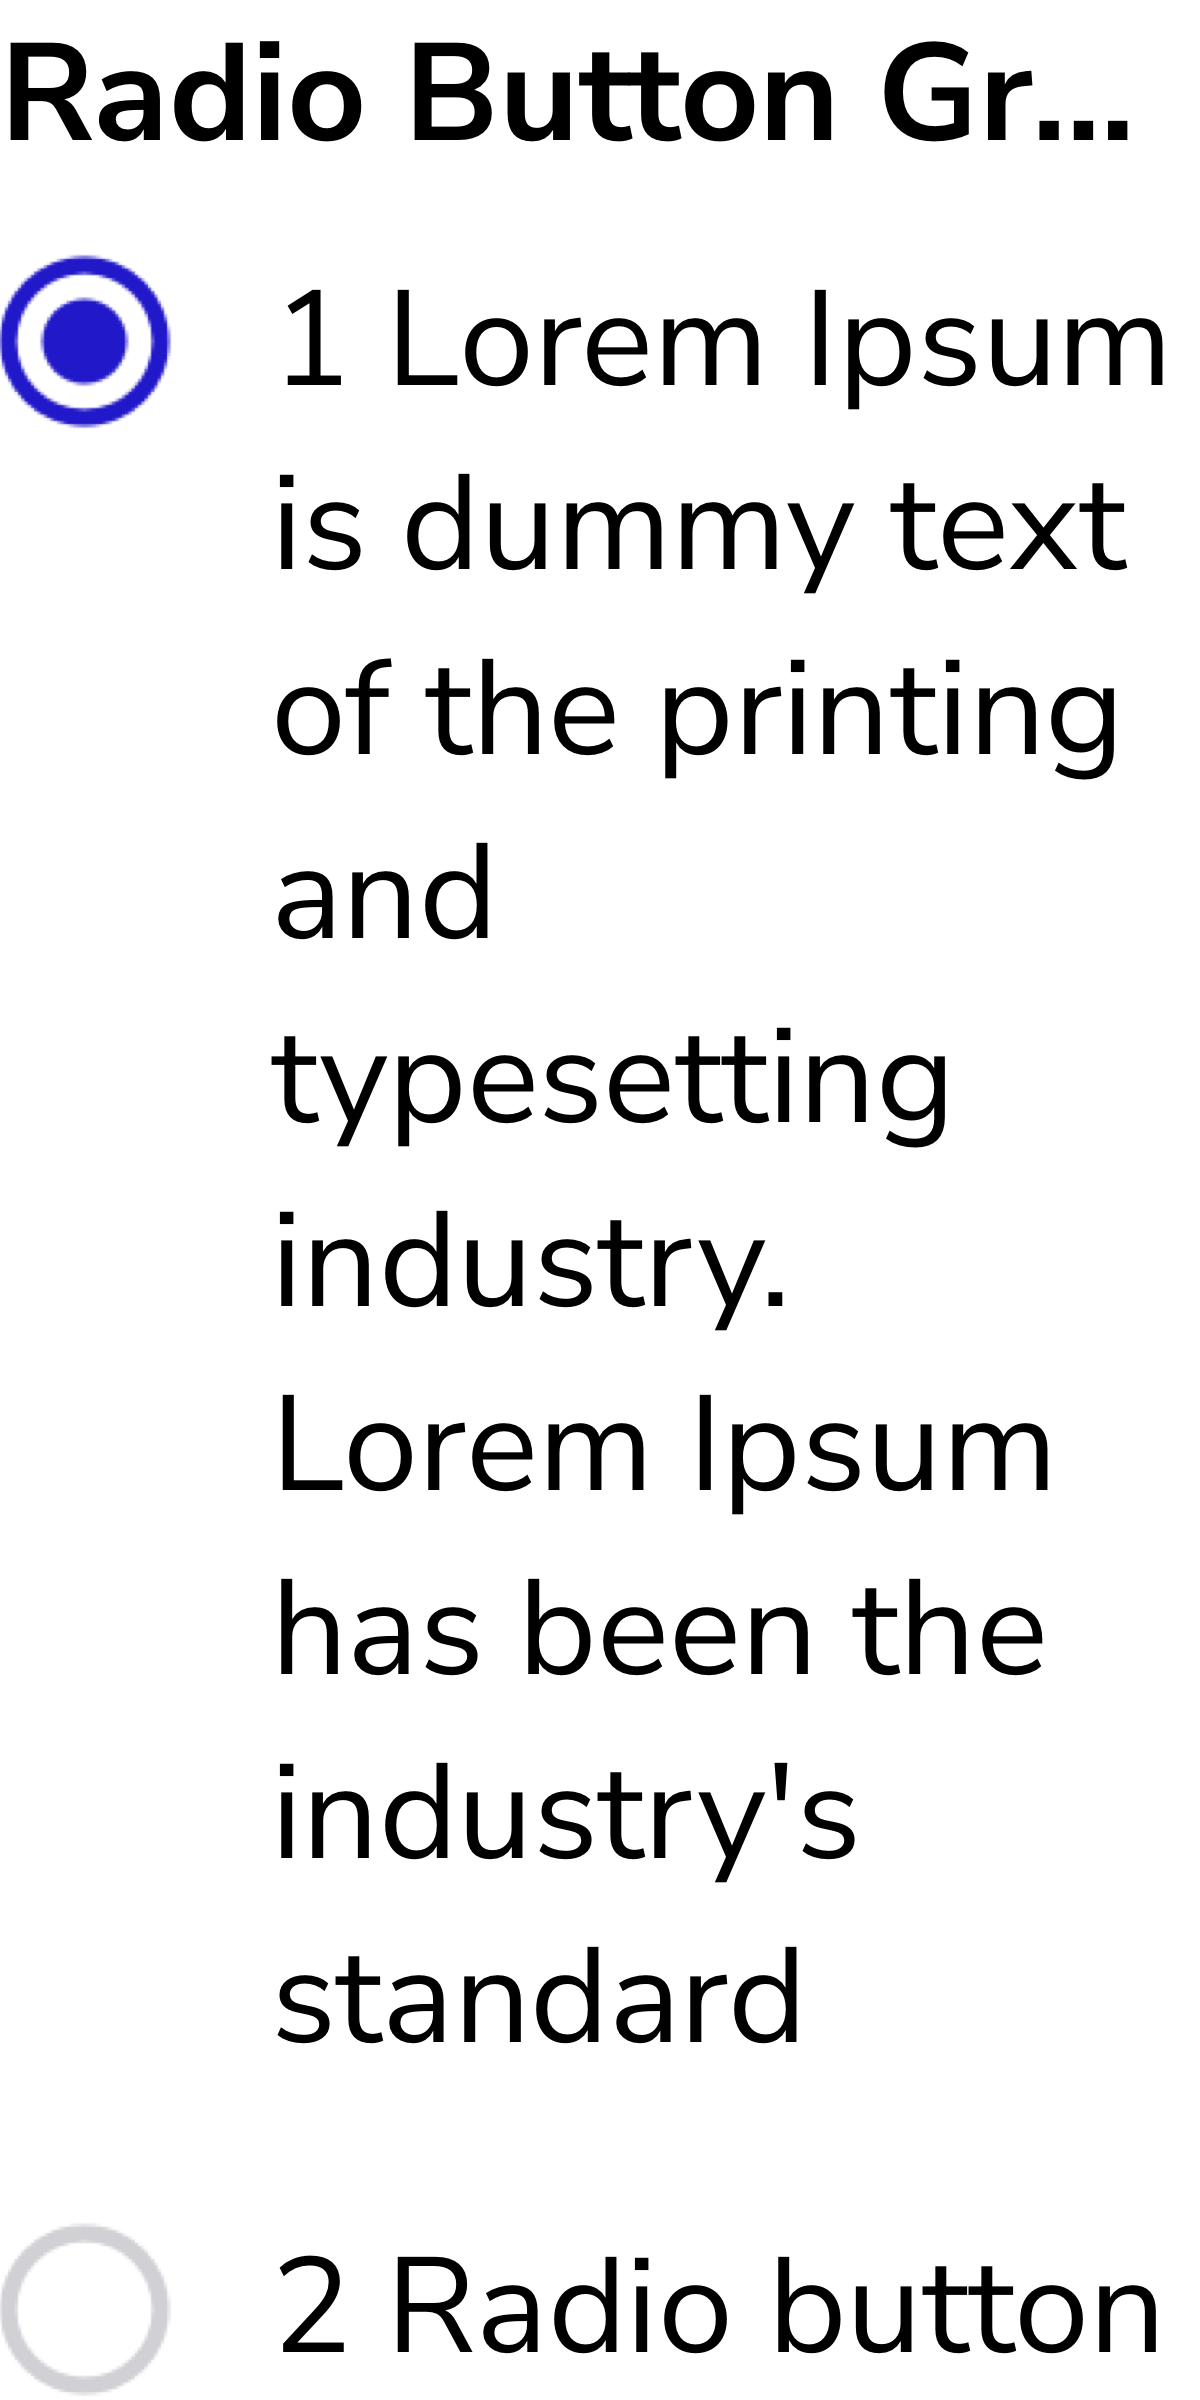 Radio Button Gr...
1 Lorem Ipsum
is dummy text
of the printing
and
typesetting
industry.
Lorem Ipsum
has been the
industry's
standard
2 Radio button